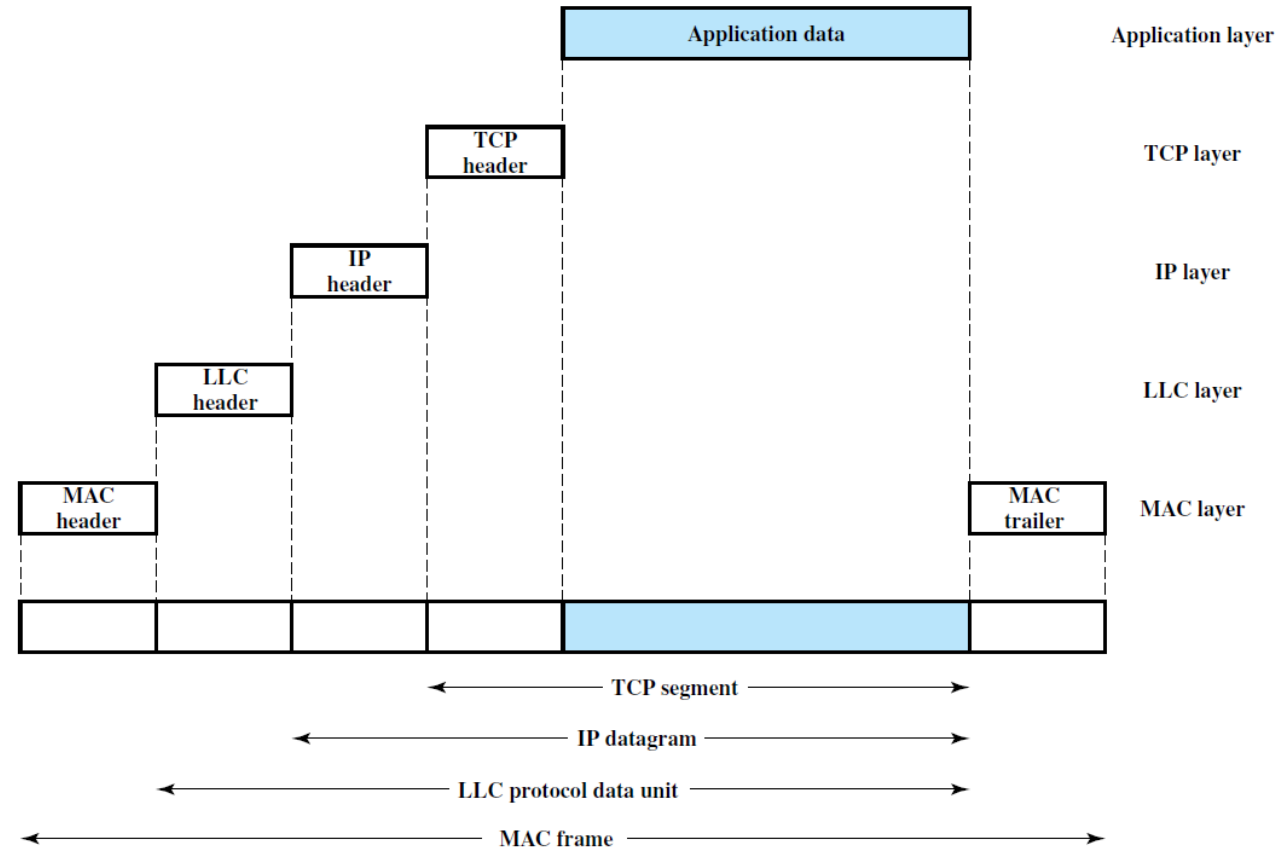 Application data
Application layer
TCP
header
TCP layer
IP
header
IP layer
LLC
header
LLC layer
MAC
header
MAC
trailer
MAC layer
TCP segment
IP datagram
LLC protocol data unit
MAC frame